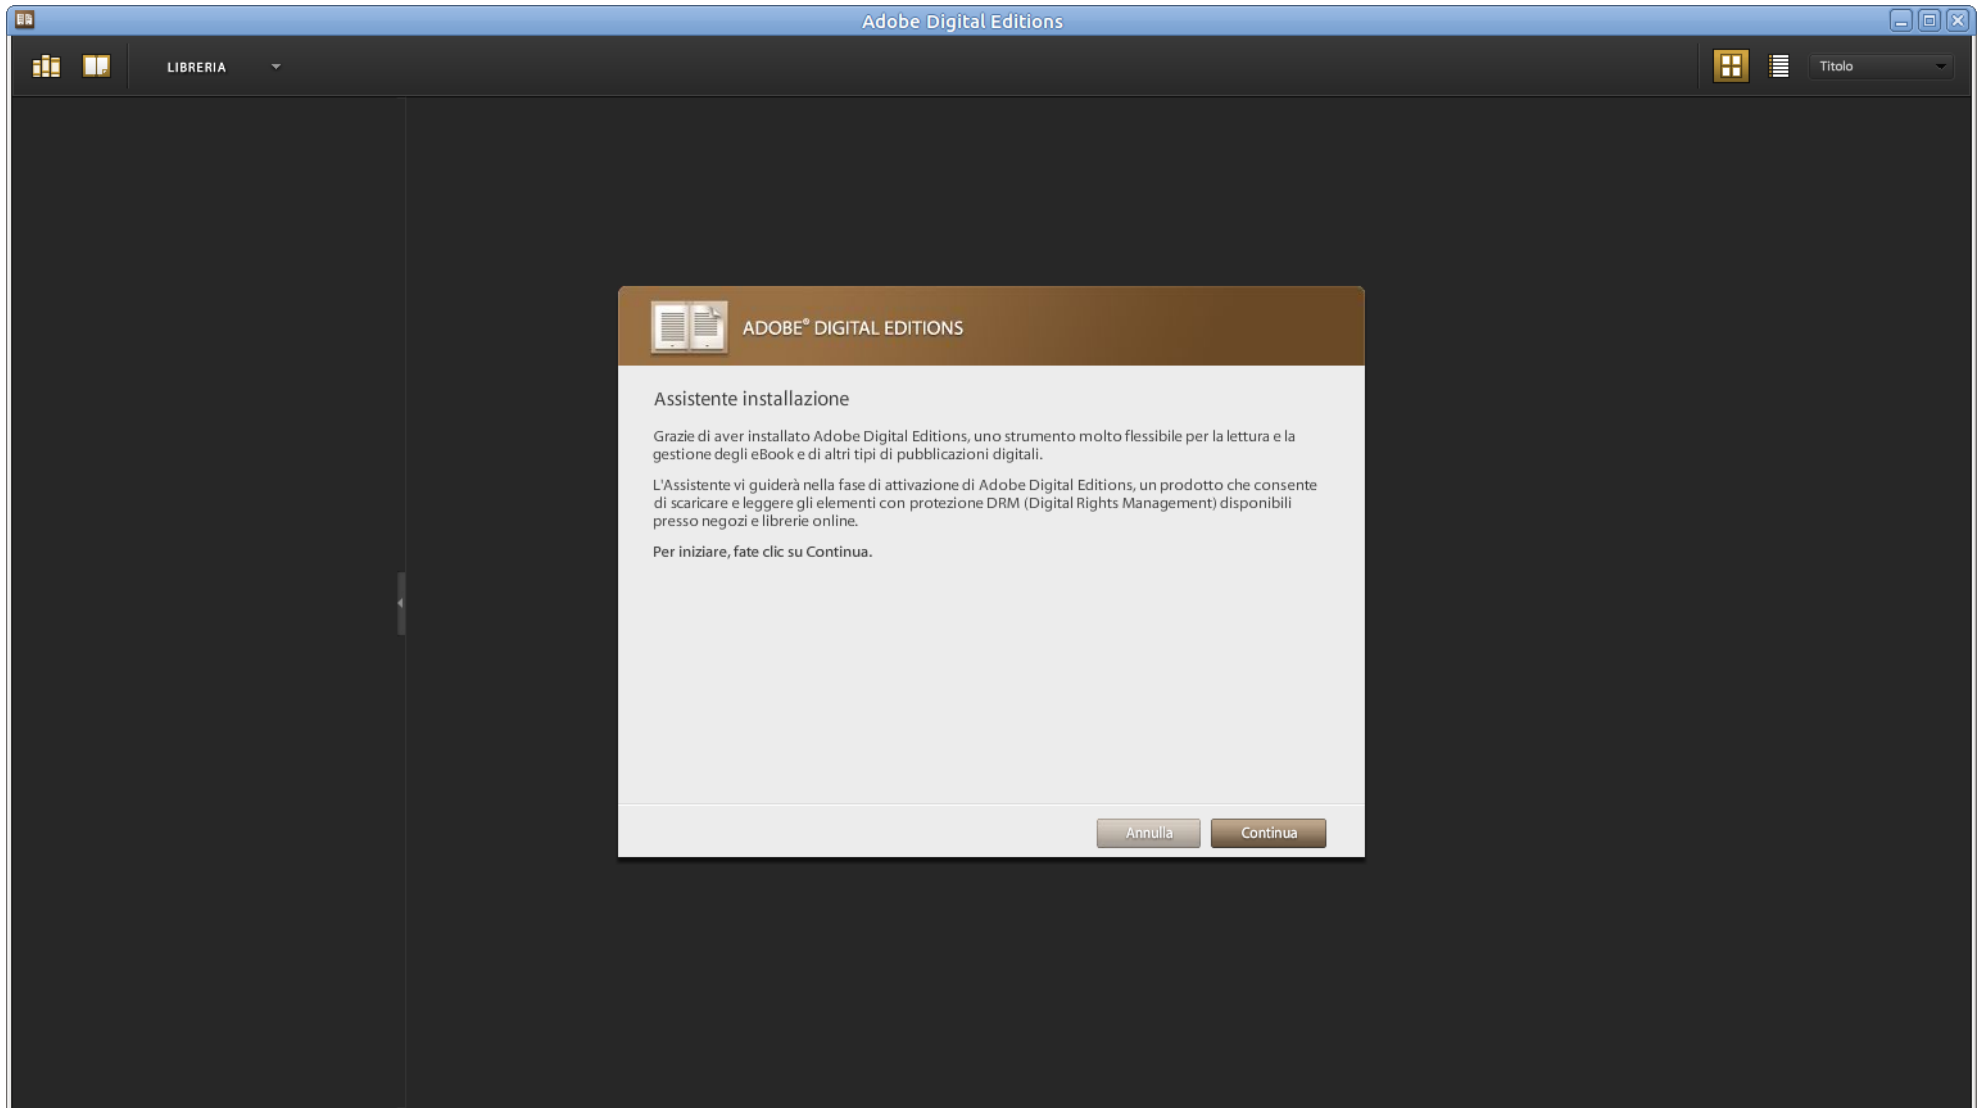 Adobe Digital Editions
LIBRERIA
Titolo
ADOBE® DIGITAL EDITIONS
Assistente installazione
Grazie di aver installato Adobe Digital Editions, uno strumento molto flessibile per la lettura e la
gestione degli eBook e di altri tipi di pubblicazioni digitali.
L'Assistente vi guiderà nella fase di attivazione di Adobe Digital Editions, un prodotto che consente
di scaricare e leggere gli elementi con protezione DRM (Digital Rights Management) disponibili
presso negozi e librerie online.
Per iniziare, fate clic su Continua.
Annulla
Continua